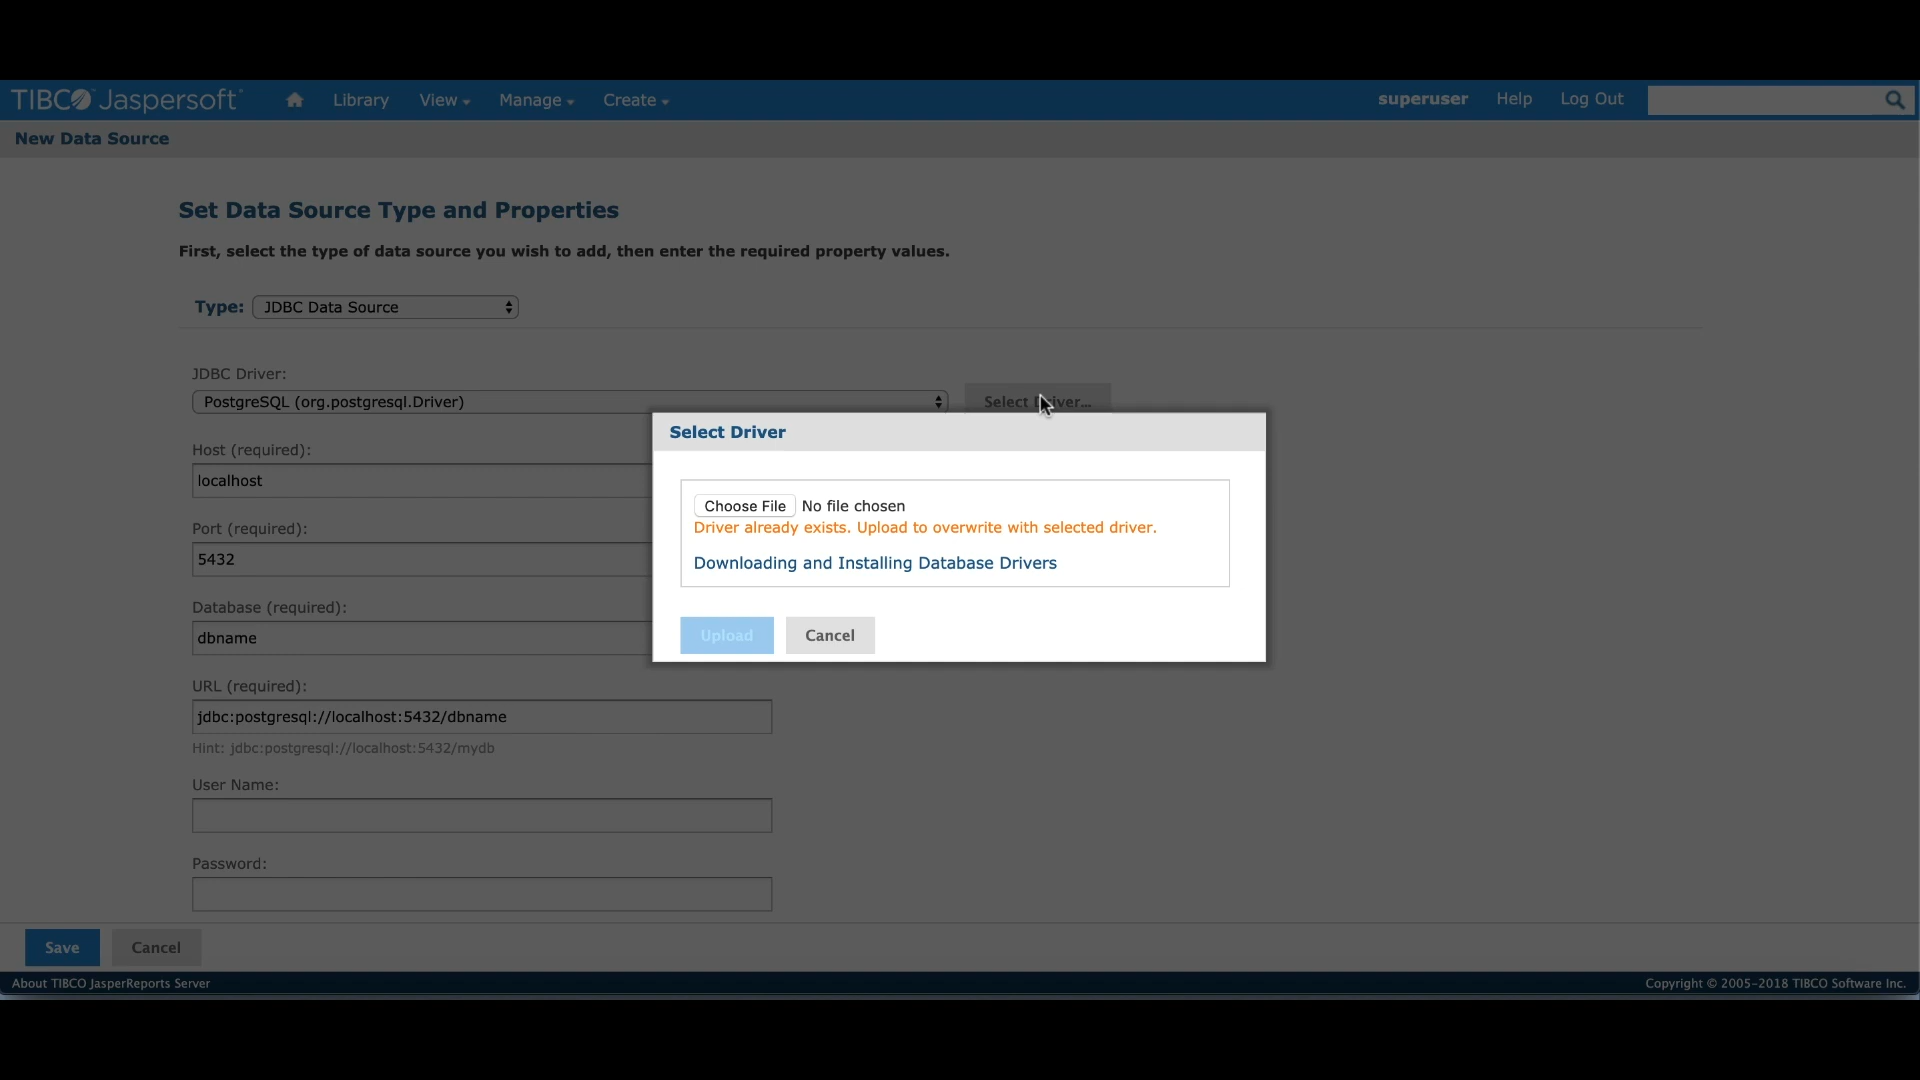 TIBCO Jaspersoft Library View Manage Create superuser Help Log Out
New Data Source
Set Data Source Type and Properties
First, select the type of data source you wish to add, then enter the required property values.
Type: JDBC Data Source
JDBC Driver:
PostgreSQL (org.postgresql.Driver) Select Driver...
Select Driver
Host (required):
localhost
Choose File No file chosen
Driver already exists. Upload to overwrite with selected driver.
Port (required):
5432
Downloading and Installing Database Drivers
Database (required):
dbname
Upload Cancel
URL (required):
jdbc:postgresql://localhost:5432/dbname
Hint: jdbc:postgresql://localhost:5432/mydb
User Name:
Password:
Save Cancel
About TIBCO JasperReports Server Copyright © 2005-2018 TIBCO Software Inc.